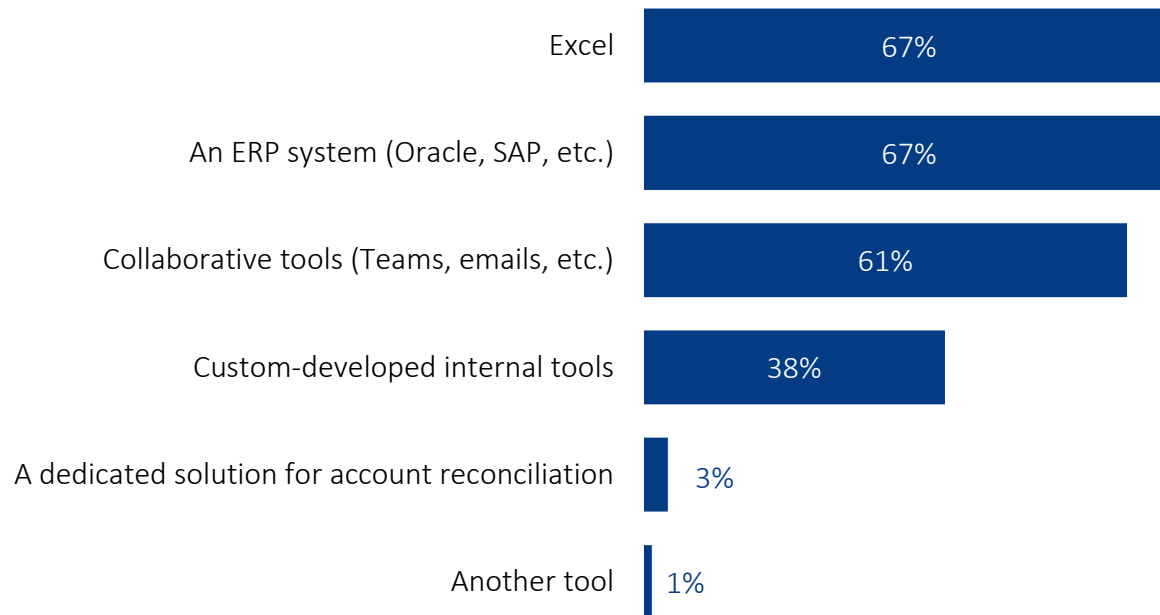 Excel 67%
An ERP system (Oracle, SAP, etc.) 67%
Collaborative tools (Teams, emails, etc.) 61%
Custom-developed internal tools 38%
A dedicated solution for account reconciliation 3%
Another tool 1%